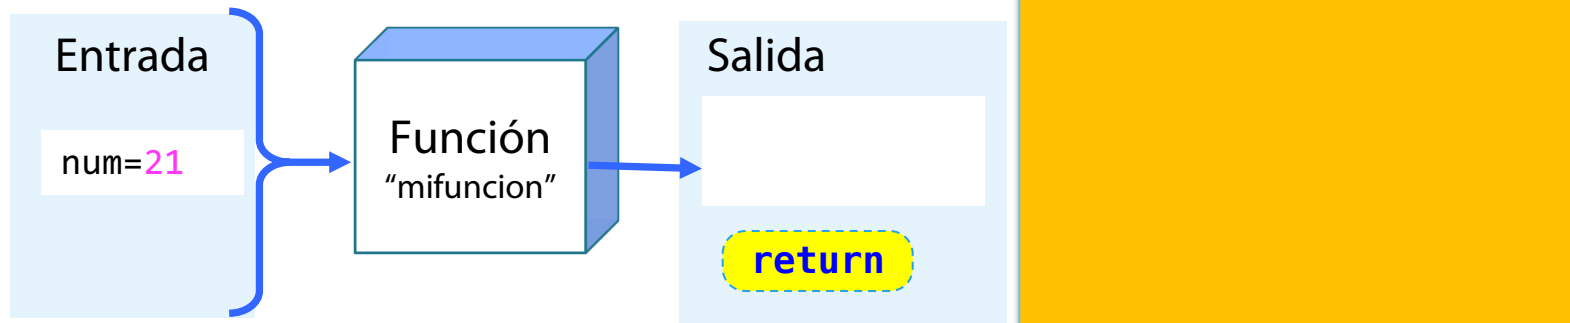 Entrada
num=21
Función
“mifuncion”
Salida
return